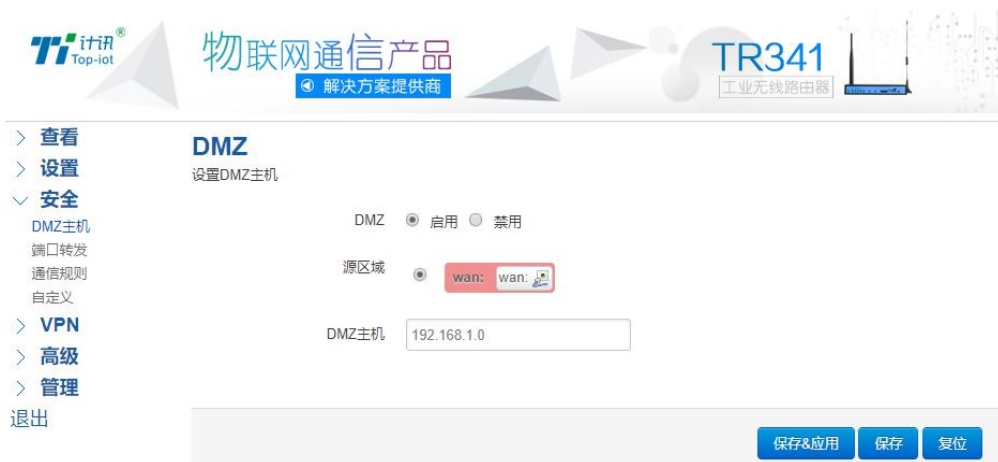 计讯®
Top-iot
物联网通信产品
解决方案提供商
TR341
工业无线路由器
查看
设置
安全
DMZ主机
端口转发
通信规则
自定义
VPN
高级
管理
退出
DMZ
设置DMZ主机
DMZ 启用 禁用
源区域 wan: wan:
DMZ主机 192.168.1.0
保存&应用 保存 复位